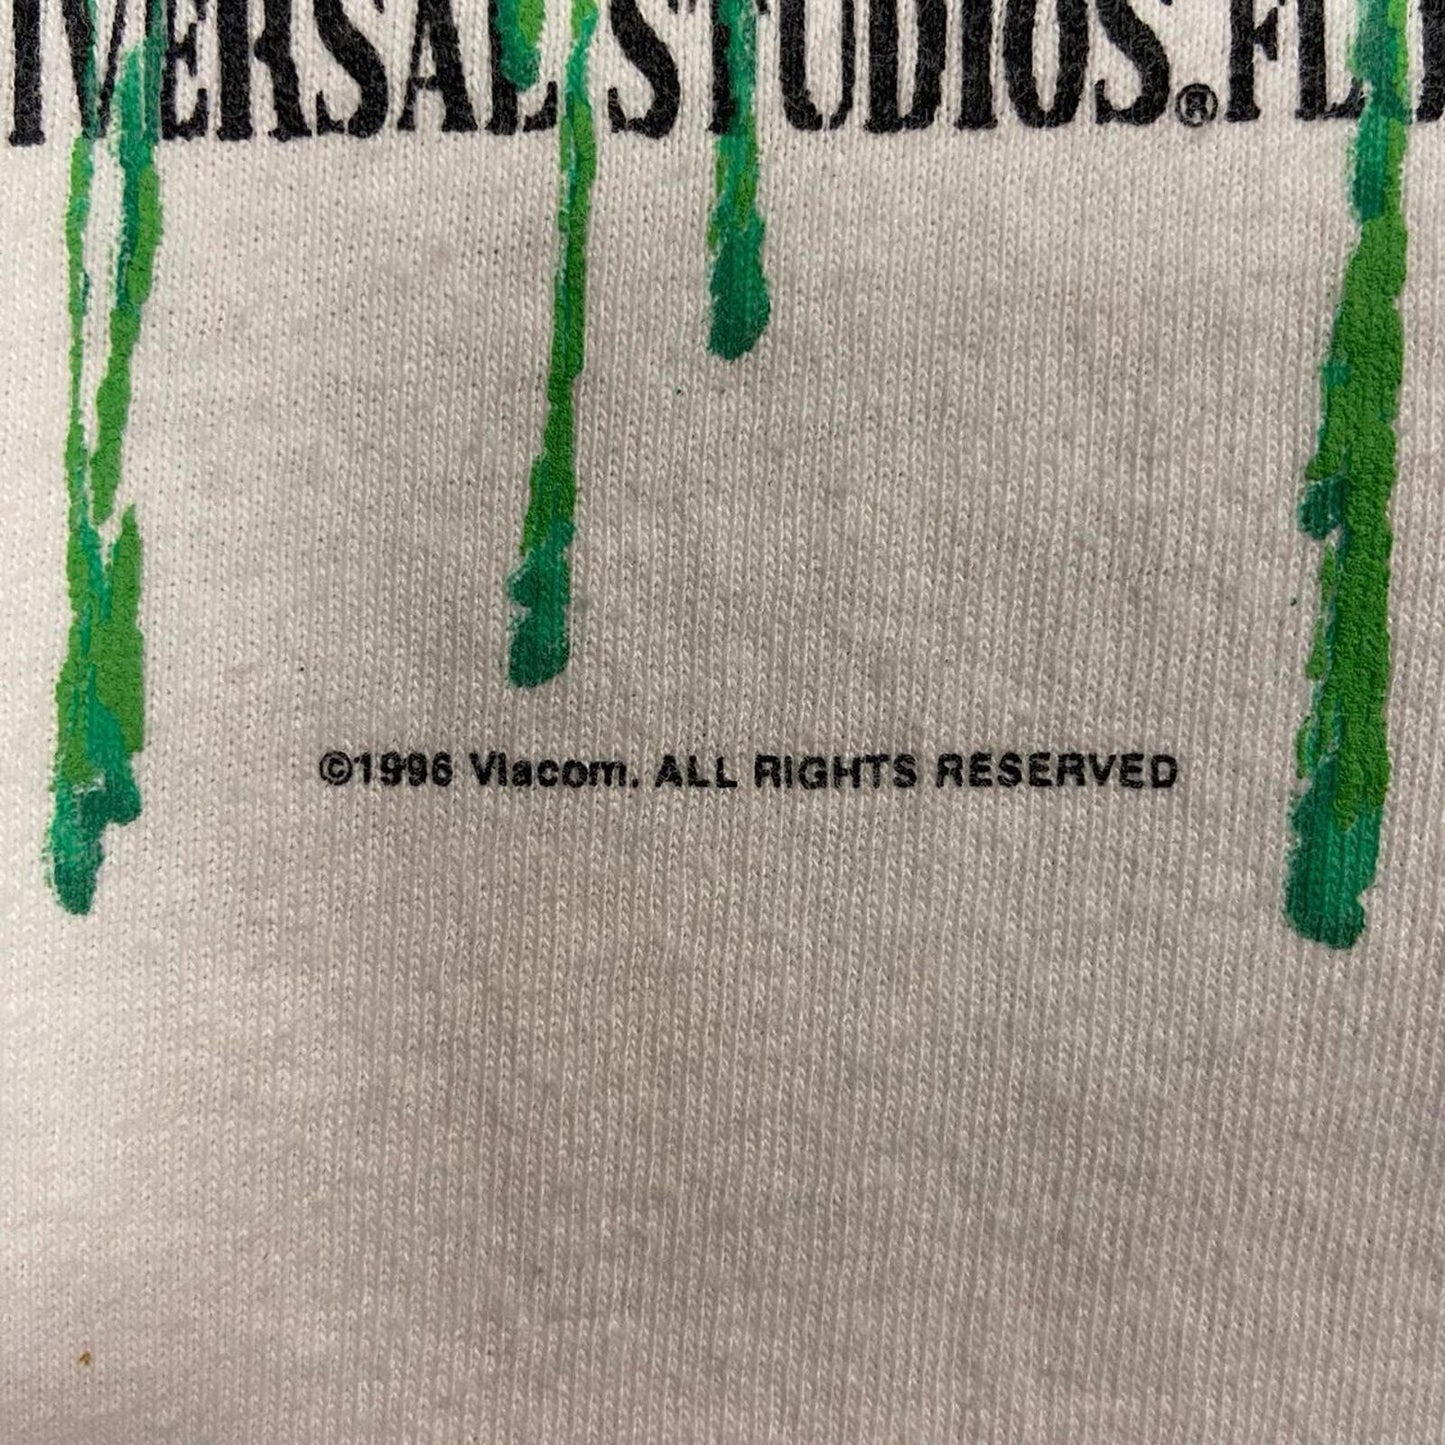 IVERSAL STUDIOS®FL
©1996 Viacom. ALL RIGHTS RESERVED